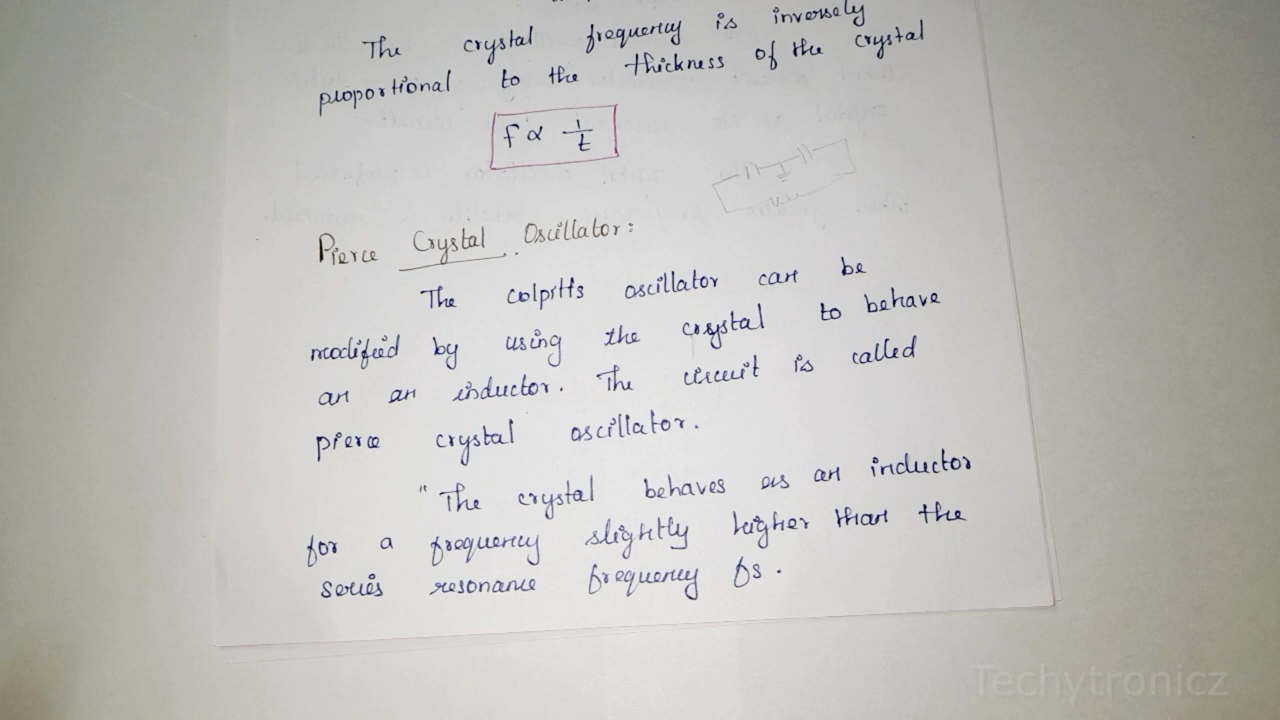 The crystal frequency is inversely
proportional to the thickness of the crystal
f ∝ 1/t
Pierce Crystal Oscillator:
The colpitts oscillator can be
modified by using the crystal to behave
an an inductor. The circuit is called
pierce crystal oscillator.
" The crystal behaves as an inductor
for a frequency slightly higher than the
series resonance frequency fs.
Techytronicz